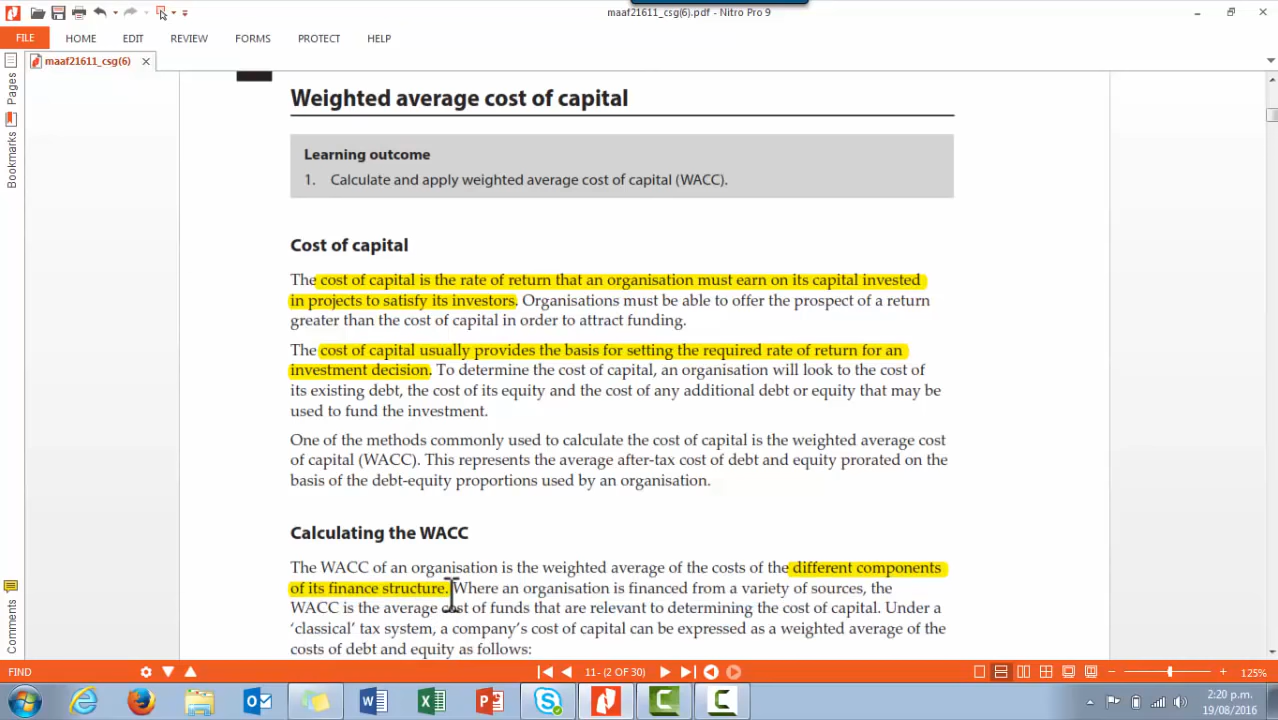 maaf21611_csg(6).pdf - Nitro Pro 9
FILE HOME EDIT REVIEW FORMS PROTECT HELP
maaf21611_csg(6)
Pages
Bookmarks
Comments
Weighted average cost of capital
Learning outcome
1. Calculate and apply weighted average cost of capital (WACC).
Cost of capital
The cost of capital is the rate of return that an organisation must earn on its capital invested
in projects to satisfy its investors. Organisations must be able to offer the prospect of a return
greater than the cost of capital in order to attract funding.
The cost of capital usually provides the basis for setting the required rate of return for an
investment decision. To determine the cost of capital, an organisation will look to the cost of
its existing debt, the cost of its equity and the cost of any additional debt or equity that may be
used to fund the investment.
One of the methods commonly used to calculate the cost of capital is the weighted average cost
of capital (WACC). This represents the average after-tax cost of debt and equity prorated on the
basis of the debt-equity proportions used by an organisation.
Calculating the WACC
The WACC of an organisation is the weighted average of the costs of the different components
of its finance structure. Where an organisation is financed from a variety of sources, the
WACC is the average cost of funds that are relevant to determining the cost of capital. Under a
‘classical’ tax system, a company’s cost of capital can be expressed as a weighted average of the
costs of debt and equity as follows:
FIND
11- (2 OF 30)
125%
2:20 p.m.
19/08/2016